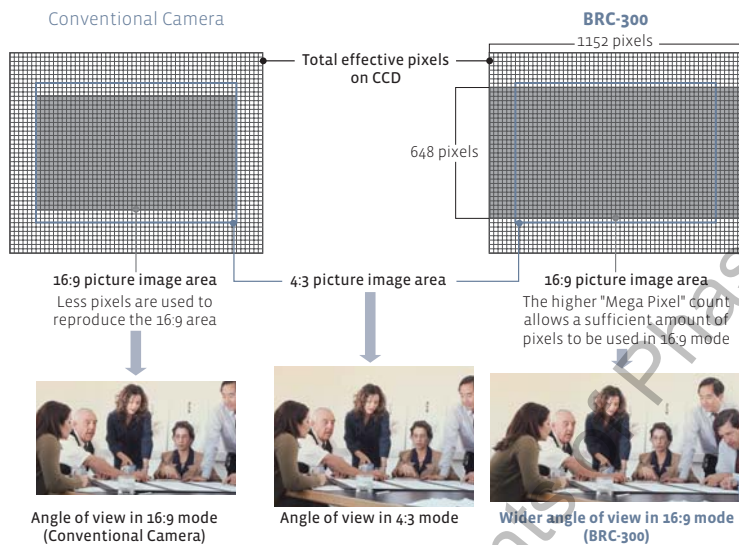 Conventional Camera
BRC-300
1152 pixels
Total effective pixels
on CCD
648 pixels
16:9 picture image area
4:3 picture image area
16:9 picture image area
Less pixels are used to
reproduce the 16:9 area
The higher "Mega Pixel" count
allows a sufficient amount of
pixels to be used in 16:9 mode
Angle of view in 16:9 mode
(Conventional Camera)
Angle of view in 4:3 mode
Wider angle of view in 16:9 mode
(BRC-300)